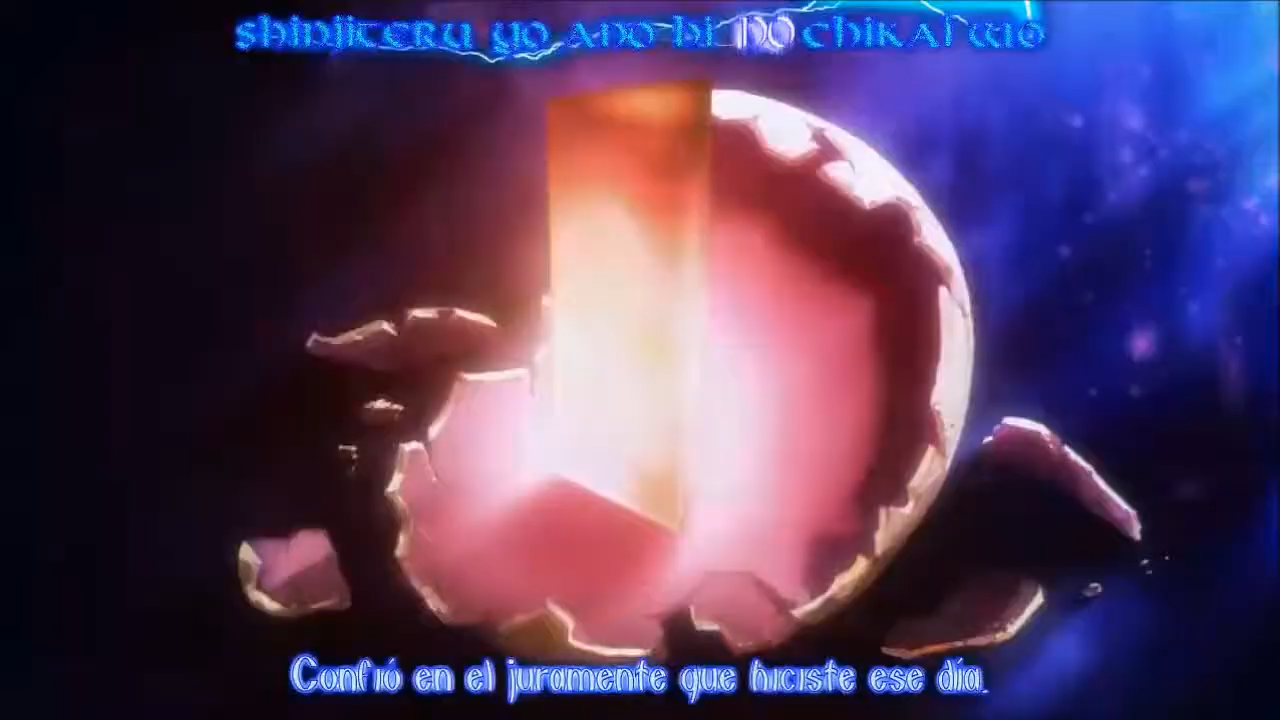 shinjiteru yo ano hi no chikai wo
Confió en el juramente que hiciste ese día.